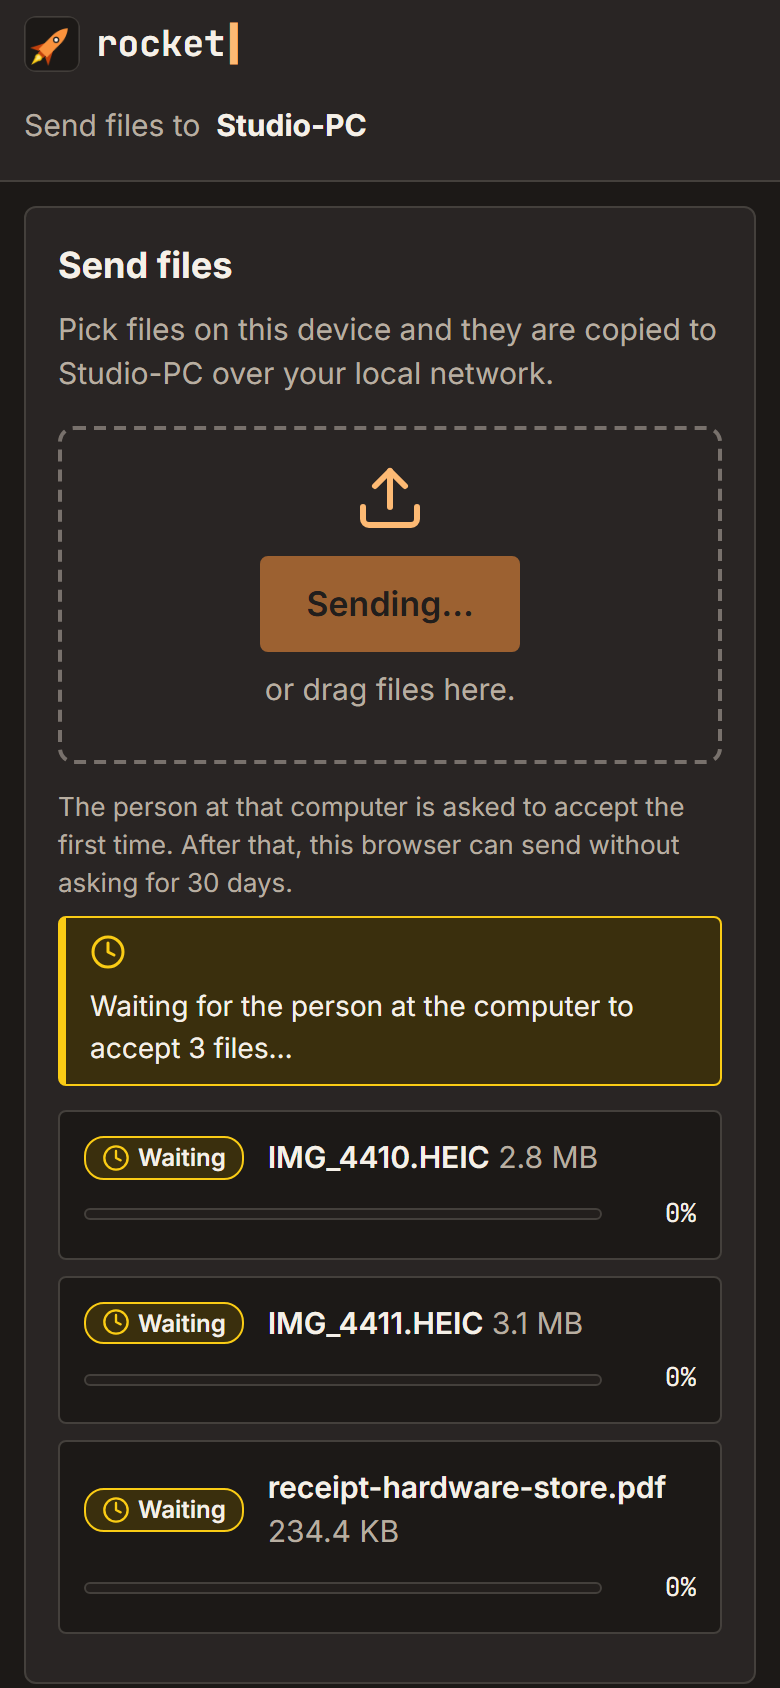 rocket
Send files to Studio-PC
Send files
Pick files on this device and they are copied to
Studio-PC over your local network.
Sending...
or drag files here.
The person at that computer is asked to accept the
first time. After that, this browser can send without
asking for 30 days.
Waiting for the person at the computer to
accept 3 files...
Waiting IMG_4410.HEIC 2.8 MB
0%
Waiting IMG_4411.HEIC 3.1 MB
0%
Waiting receipt-hardware-store.pdf
234.4 KB
0%